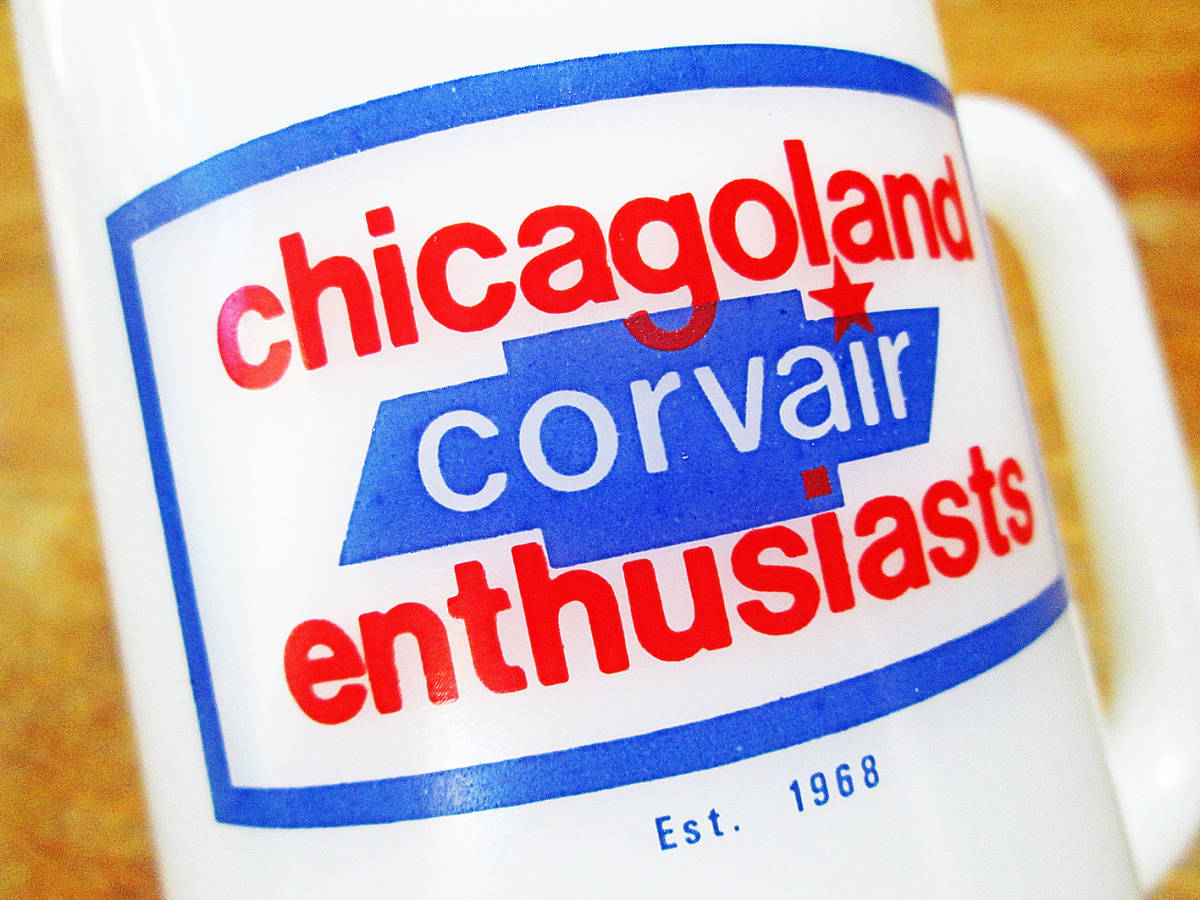 chicagoland
corvair
enthusiasts
Est. 1968